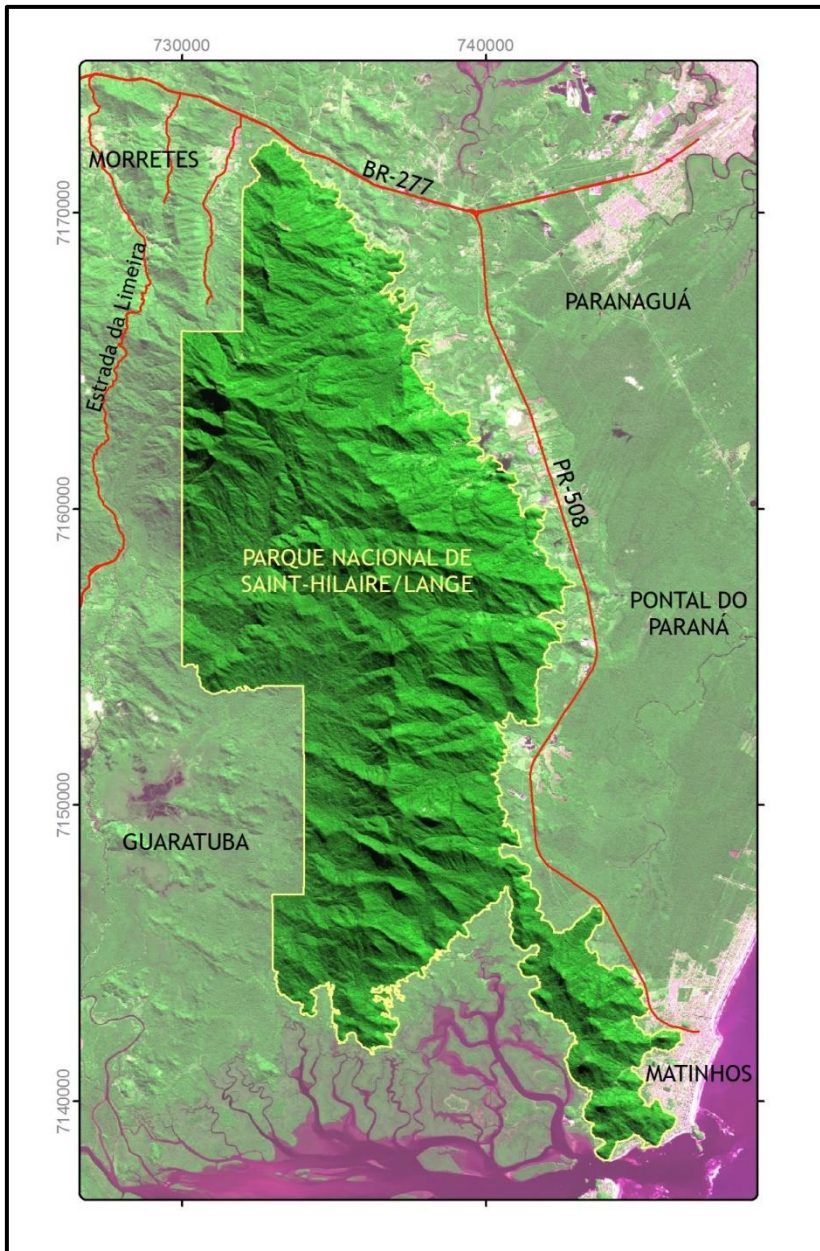 730000
740000
MORRETES
BR-277
7170000
Estrada da Limeira
PARANAGUÁ
PR-508
7160000
PARQUE NACIONAL DE
SAINT-HILAIRE/LANGE
PONTAL DO
PARANÁ
7150000
GUARATUBA
MATINHOS
7140000